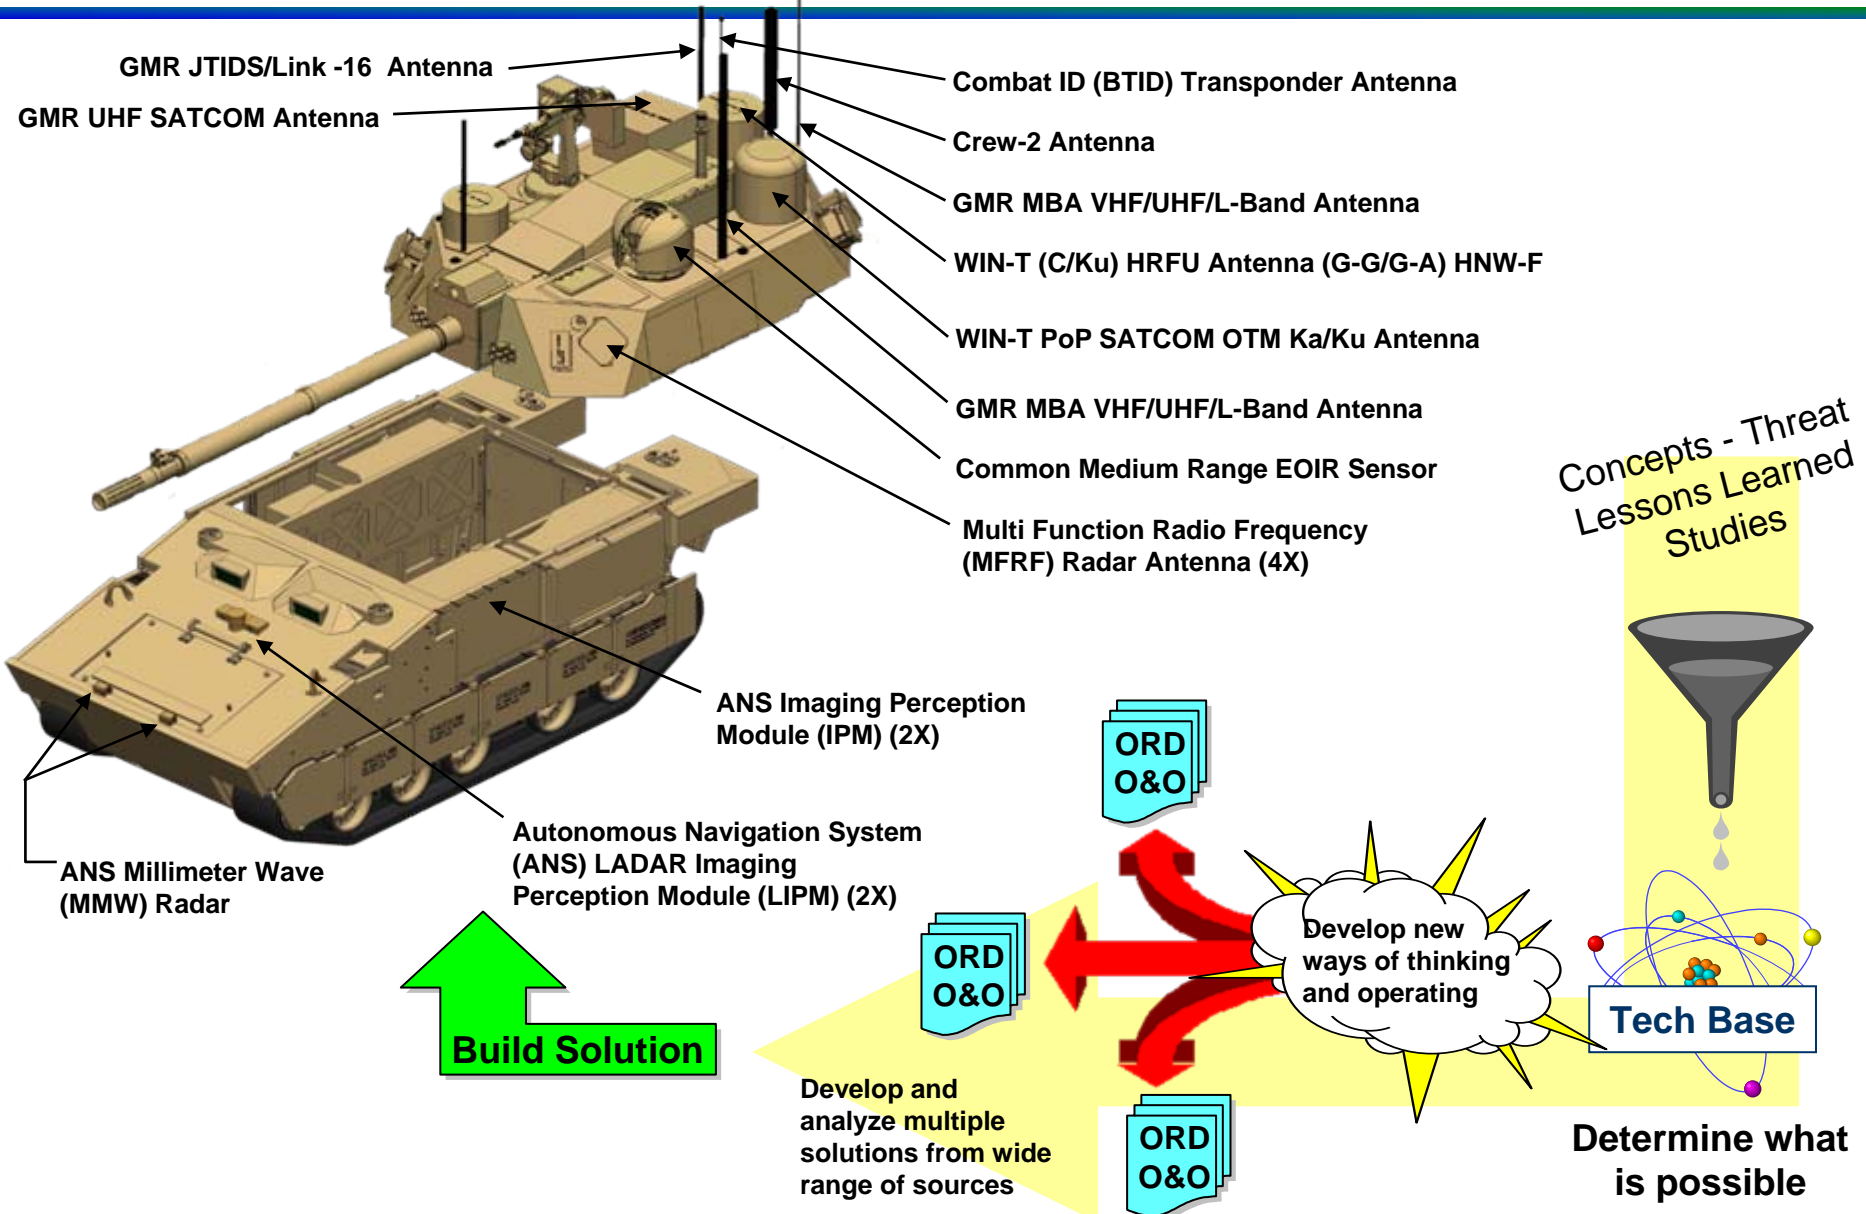 GMR JTIDS/Link -16 Antenna
GMR UHF SATCOM Antenna
Combat ID (BTID) Transponder Antenna
Crew-2 Antenna
GMR MBA VHF/UHF/L-Band Antenna
WIN-T (C/Ku) HRFU Antenna (G-G/G-A) HNW-F
WIN-T PoP SATCOM OTM Ka/Ku Antenna
GMR MBA VHF/UHF/L-Band Antenna
Common Medium Range EOIR Sensor
Multi Function Radio Frequency
(MFRF) Radar Antenna (4X)
ANS Imaging Perception
Module (IPM) (2X)
Autonomous Navigation System
(ANS) LADAR Imaging
Perception Module (LIPM) (2X)
ANS Millimeter Wave
(MMW) Radar
Concepts - Threat
Lessons Learned
Studies
Tech Base
Determine what
is possible
Develop new
ways of thinking
and operating
ORD
O&O
ORD
O&O
ORD
O&O
Develop and
analyze multiple
solutions from wide
range of sources
Build Solution